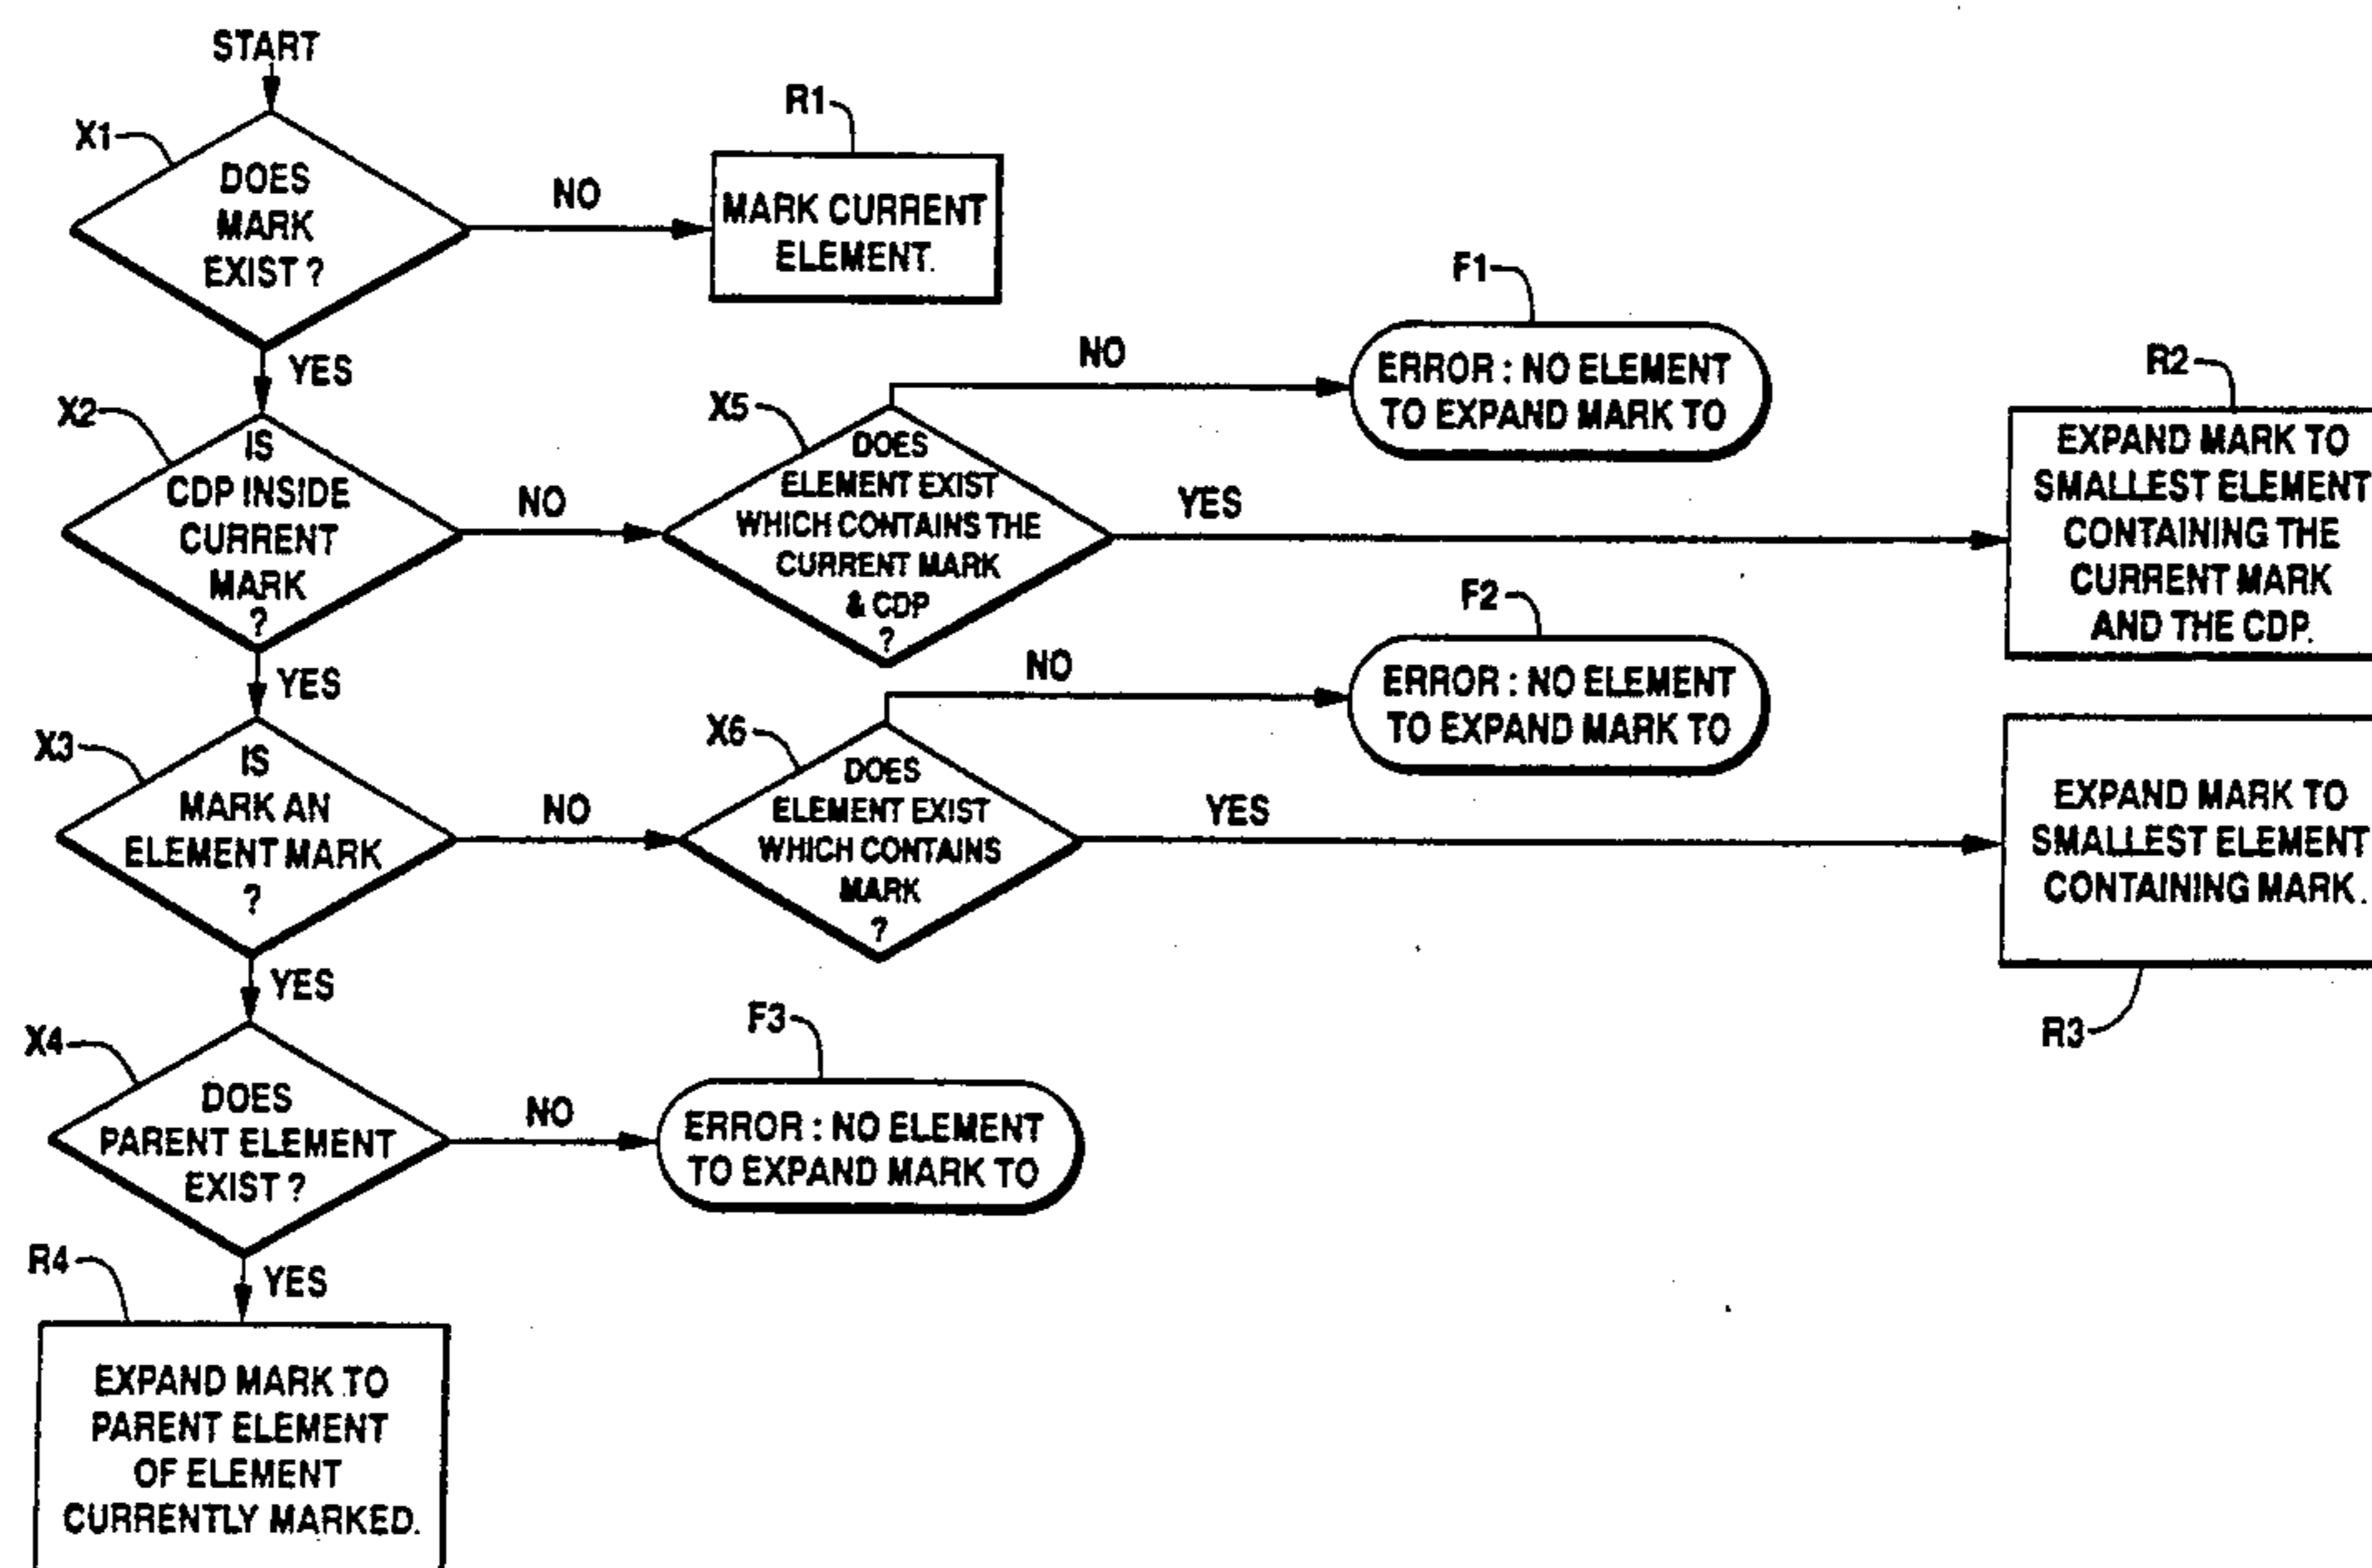 START
X1
DOES
MARK
EXIST ?
NO
R1
MARK CURRENT
ELEMENT.
YES
X2
IS
CDP INSIDE
CURRENT
MARK
?
NO
X5
DOES
ELEMENT EXIST
WHICH CONTAINS THE
CURRENT MARK
& CDP
?
NO
F1
ERROR : NO ELEMENT
TO EXPAND MARK TO
YES
R2
EXPAND MARK TO
SMALLEST ELEMENT
CONTAINING THE
CURRENT MARK
AND THE CDP.
YES
X3
IS
MARK AN
ELEMENT MARK
?
NO
X6
DOES
ELEMENT EXIST
WHICH CONTAINS
MARK
?
NO
F2
ERROR : NO ELEMENT
TO EXPAND MARK TO
YES
EXPAND MARK TO
SMALLEST ELEMENT
CONTAINING MARK.
R3
YES
X4
DOES
PARENT ELEMENT
EXIST ?
NO
F3
ERROR : NO ELEMENT
TO EXPAND MARK TO
YES
R4
EXPAND MARK TO
PARENT ELEMENT
OF ELEMENT
CURRENTLY MARKED.